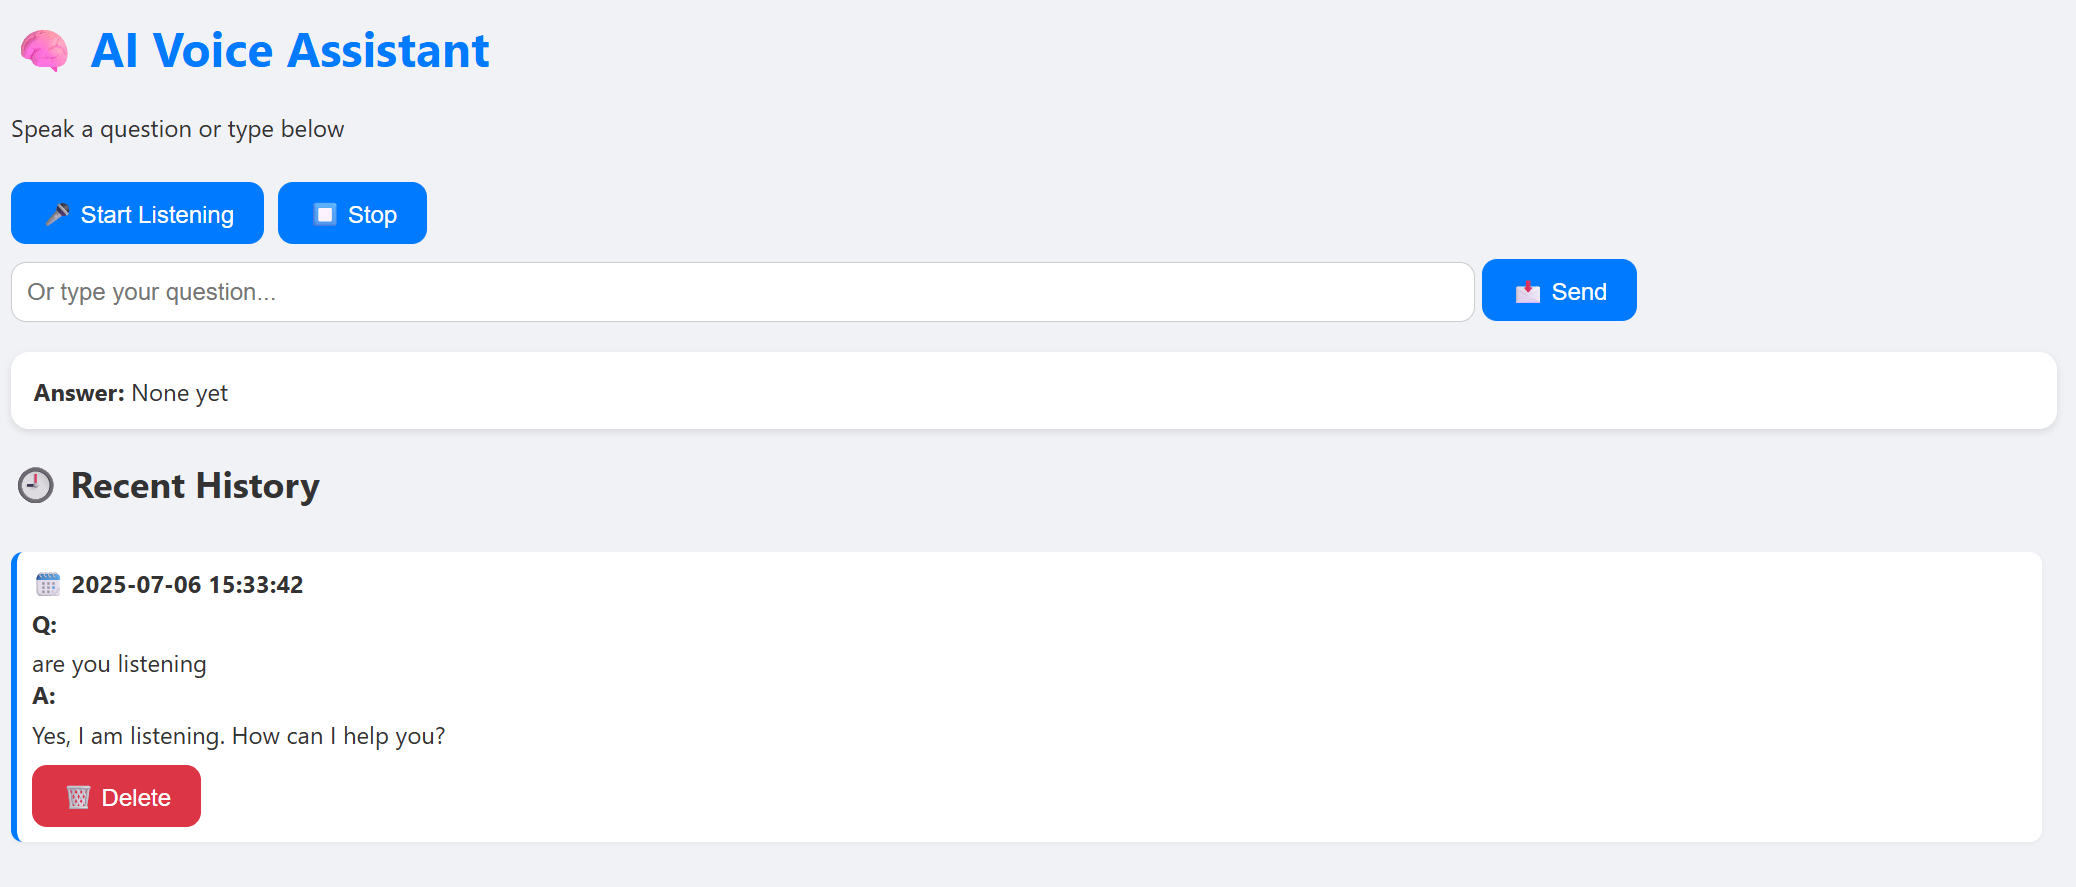 AI Voice Assistant
Speak a question or type below
Start Listening
Stop
Or type your question...
Send
Answer: None yet
Recent History
2025-07-06 15:33:42
Q:
are you listening
A:
Yes, I am listening. How can I help you?
Delete